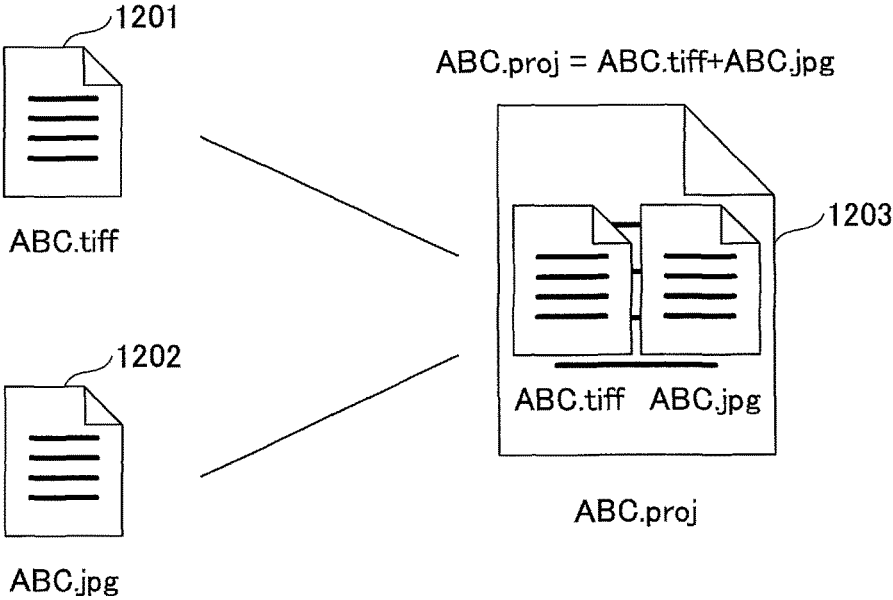 1201
ABC.tiff
1202
ABC.jpg
ABC.proj = ABC.tiff+ABC.jpg
1203
ABC.tiff ABC.jpg
ABC.proj